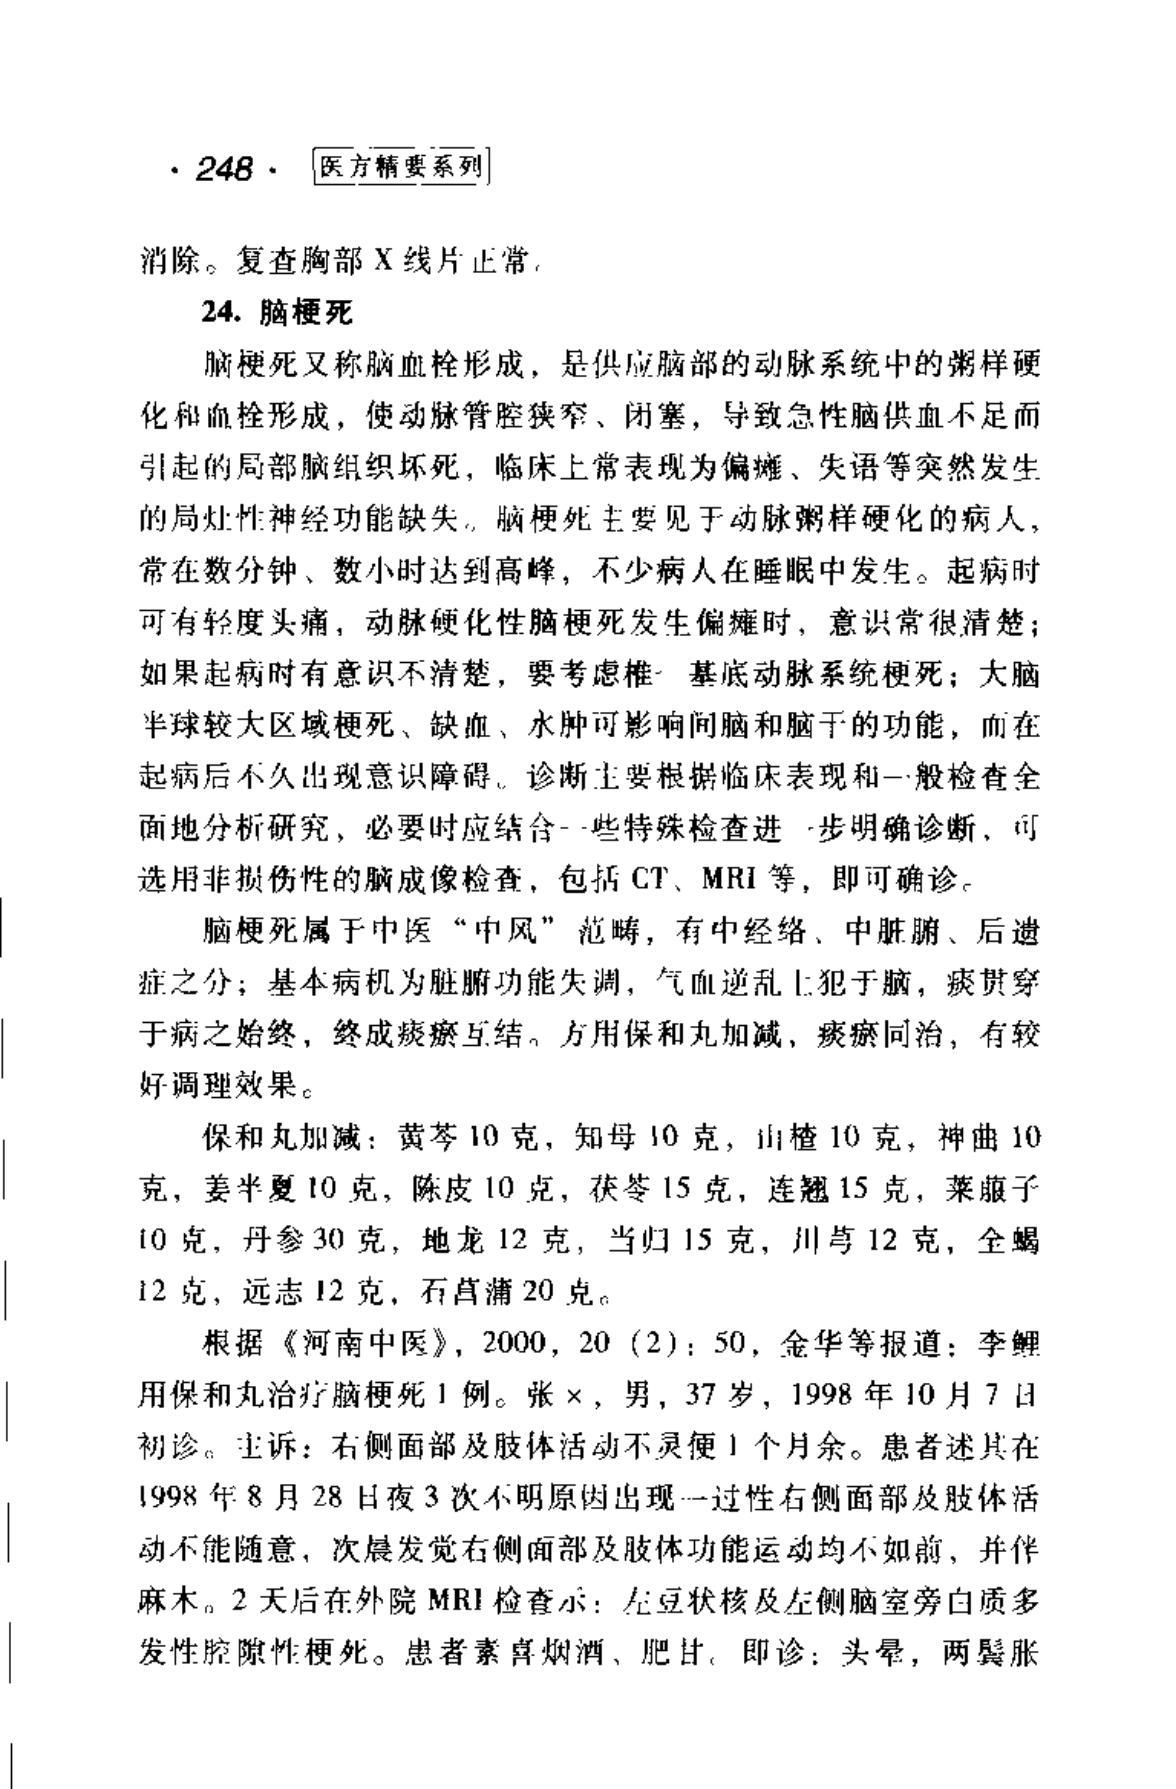 · 248 · 医方精要系列
消除。复查胸部 X 线片正常。
24. 脑梗死
脑梗死又称脑血栓形成，是供应脑部的动脉系统中的粥样硬
化和血栓形成，使动脉管腔狭窄、闭塞，导致急性脑供血不足而
引起的局部脑组织坏死，临床上常表现为偏瘫、失语等突然发生
的局灶性神经功能缺失。脑梗死主要见于动脉粥样硬化的病人，
常在数分钟、数小时达到高峰，不少病人在睡眠中发生。起病时
可有轻度头痛，动脉硬化性脑梗死发生偏瘫时，意识常很清楚；
如果起病时有意识不清楚，要考虑椎- 基底动脉系统梗死；大脑
半球较大区域梗死、缺血、水肿可影响间脑和脑干的功能，而在
起病后不久出现意识障碍。诊断主要根据临床表现和一般检查全
面地分析研究，必要时应结合一些特殊检查进一步明确诊断，可
选用非损伤性的脑成像检查，包括 CT、MRI 等，即可确诊。
脑梗死属于中医“中风”范畴，有中经络、中脏腑、后遗
症之分；基本病机为脏腑功能失调，气血逆乱上犯于脑，痰贯穿
于病之始终，终成痰瘀互结。方用保和丸加减，痰瘀同治，有较
好调理效果。
保和丸加减：黄芩 10 克，知母 10 克，山楂 10 克，神曲 10
克，姜半夏 10 克，陈皮 10 克，茯苓 15 克，连翘 15 克，莱菔子
10 克，丹参 30 克，地龙 12 克，当归 15 克，川芎 12 克，全蝎
12 克，远志 12 克，石菖蒲 20 克。
根据《河南中医》，2000，20（2）：50，金华等报道：李鲤
用保和丸治疗脑梗死 1 例。张×，男，37 岁，1998 年 10 月 7 日
初诊。主诉：右侧面部及肢体活动不灵便 1 个月余。患者述其在
1998 年 8 月 28 日夜 3 次不明原因出现一过性右侧面部及肢体活
动不能随意，次晨发觉右侧面部及肢体功能运动均不如前，并伴
麻木。2 天后在外院 MRI 检查示：左豆状核及左侧脑室旁白质多
发性腔隙性梗死。患者素喜烟酒、肥甘。即诊：头晕，两鬓胀